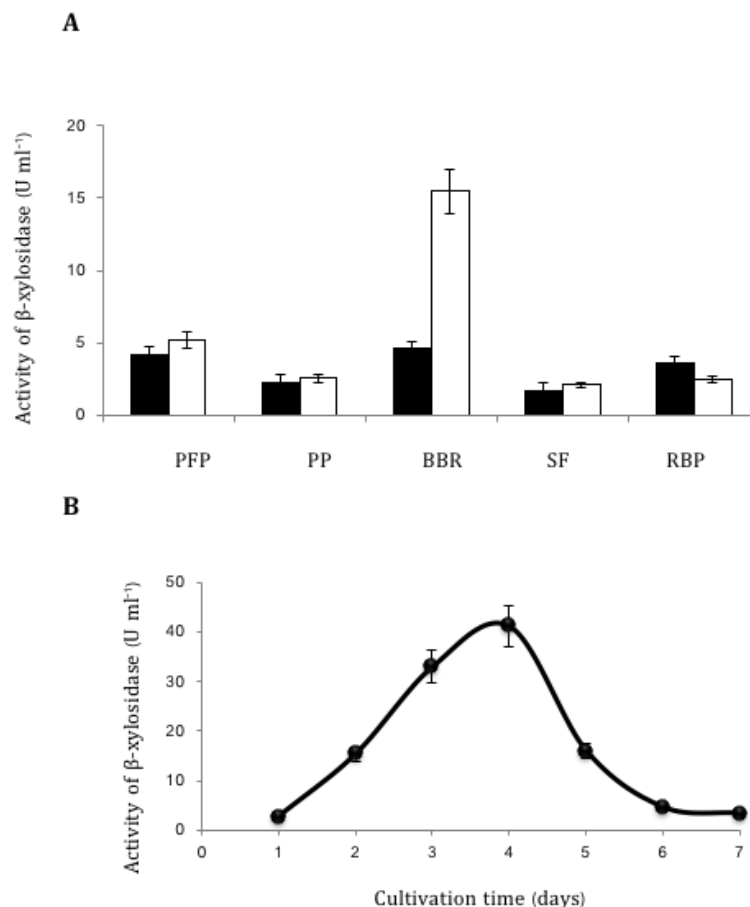 A
Activity of β-xylosidase (U ml⁻¹)
20
15
10
5
0
PFP PP BBR SF RBP
B
Activity of β-xylosidase (U ml⁻¹)
50
40
30
20
10
0
0 1 2 3 4 5 6 7
Cultivation time (days)